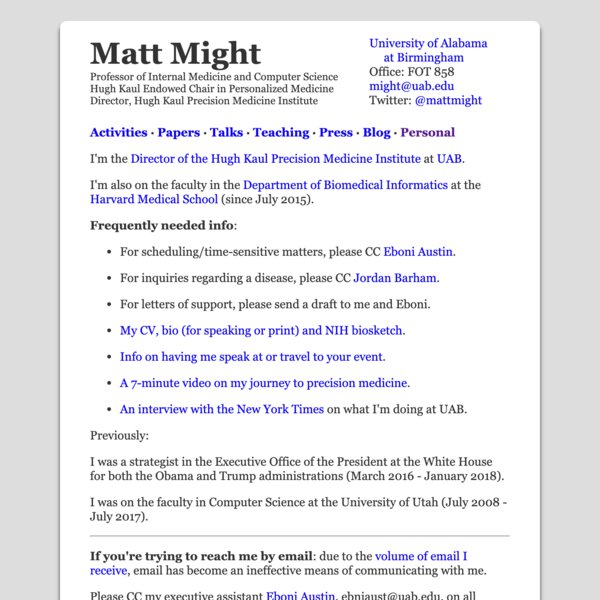 Matt Might
Professor of Internal Medicine and Computer Science
Hugh Kaul Endowed Chair in Personalized Medicine
Director, Hugh Kaul Precision Medicine Institute
University of Alabama
at Birmingham
Office: FOT 858
might@uab.edu
Twitter: @mattmight
Activities · Papers · Talks · Teaching · Press · Blog · Personal
I'm the Director of the Hugh Kaul Precision Medicine Institute at UAB.
I'm also on the faculty in the Department of Biomedical Informatics at the
Harvard Medical School (since July 2015).
Frequently needed info:
• For scheduling/time-sensitive matters, please CC Eboni Austin.
• For inquiries regarding a disease, please CC Jordan Barham.
• For letters of support, please send a draft to me and Eboni.
• My CV, bio (for speaking or print) and NIH biosketch.
• Info on having me speak at or travel to your event.
• A 7-minute video on my journey to precision medicine.
• An interview with the New York Times on what I'm doing at UAB.
Previously:
I was a strategist in the Executive Office of the President at the White House
for both the Obama and Trump administrations (March 2016 - January 2018).
I was on the faculty in Computer Science at the University of Utah (July 2008 -
July 2017).
If you're trying to reach me by email: due to the volume of email I
receive, email has become an ineffective means of communicating with me.
Please CC my executive assistant Eboni Austin, ebniaust@uab.edu, on all